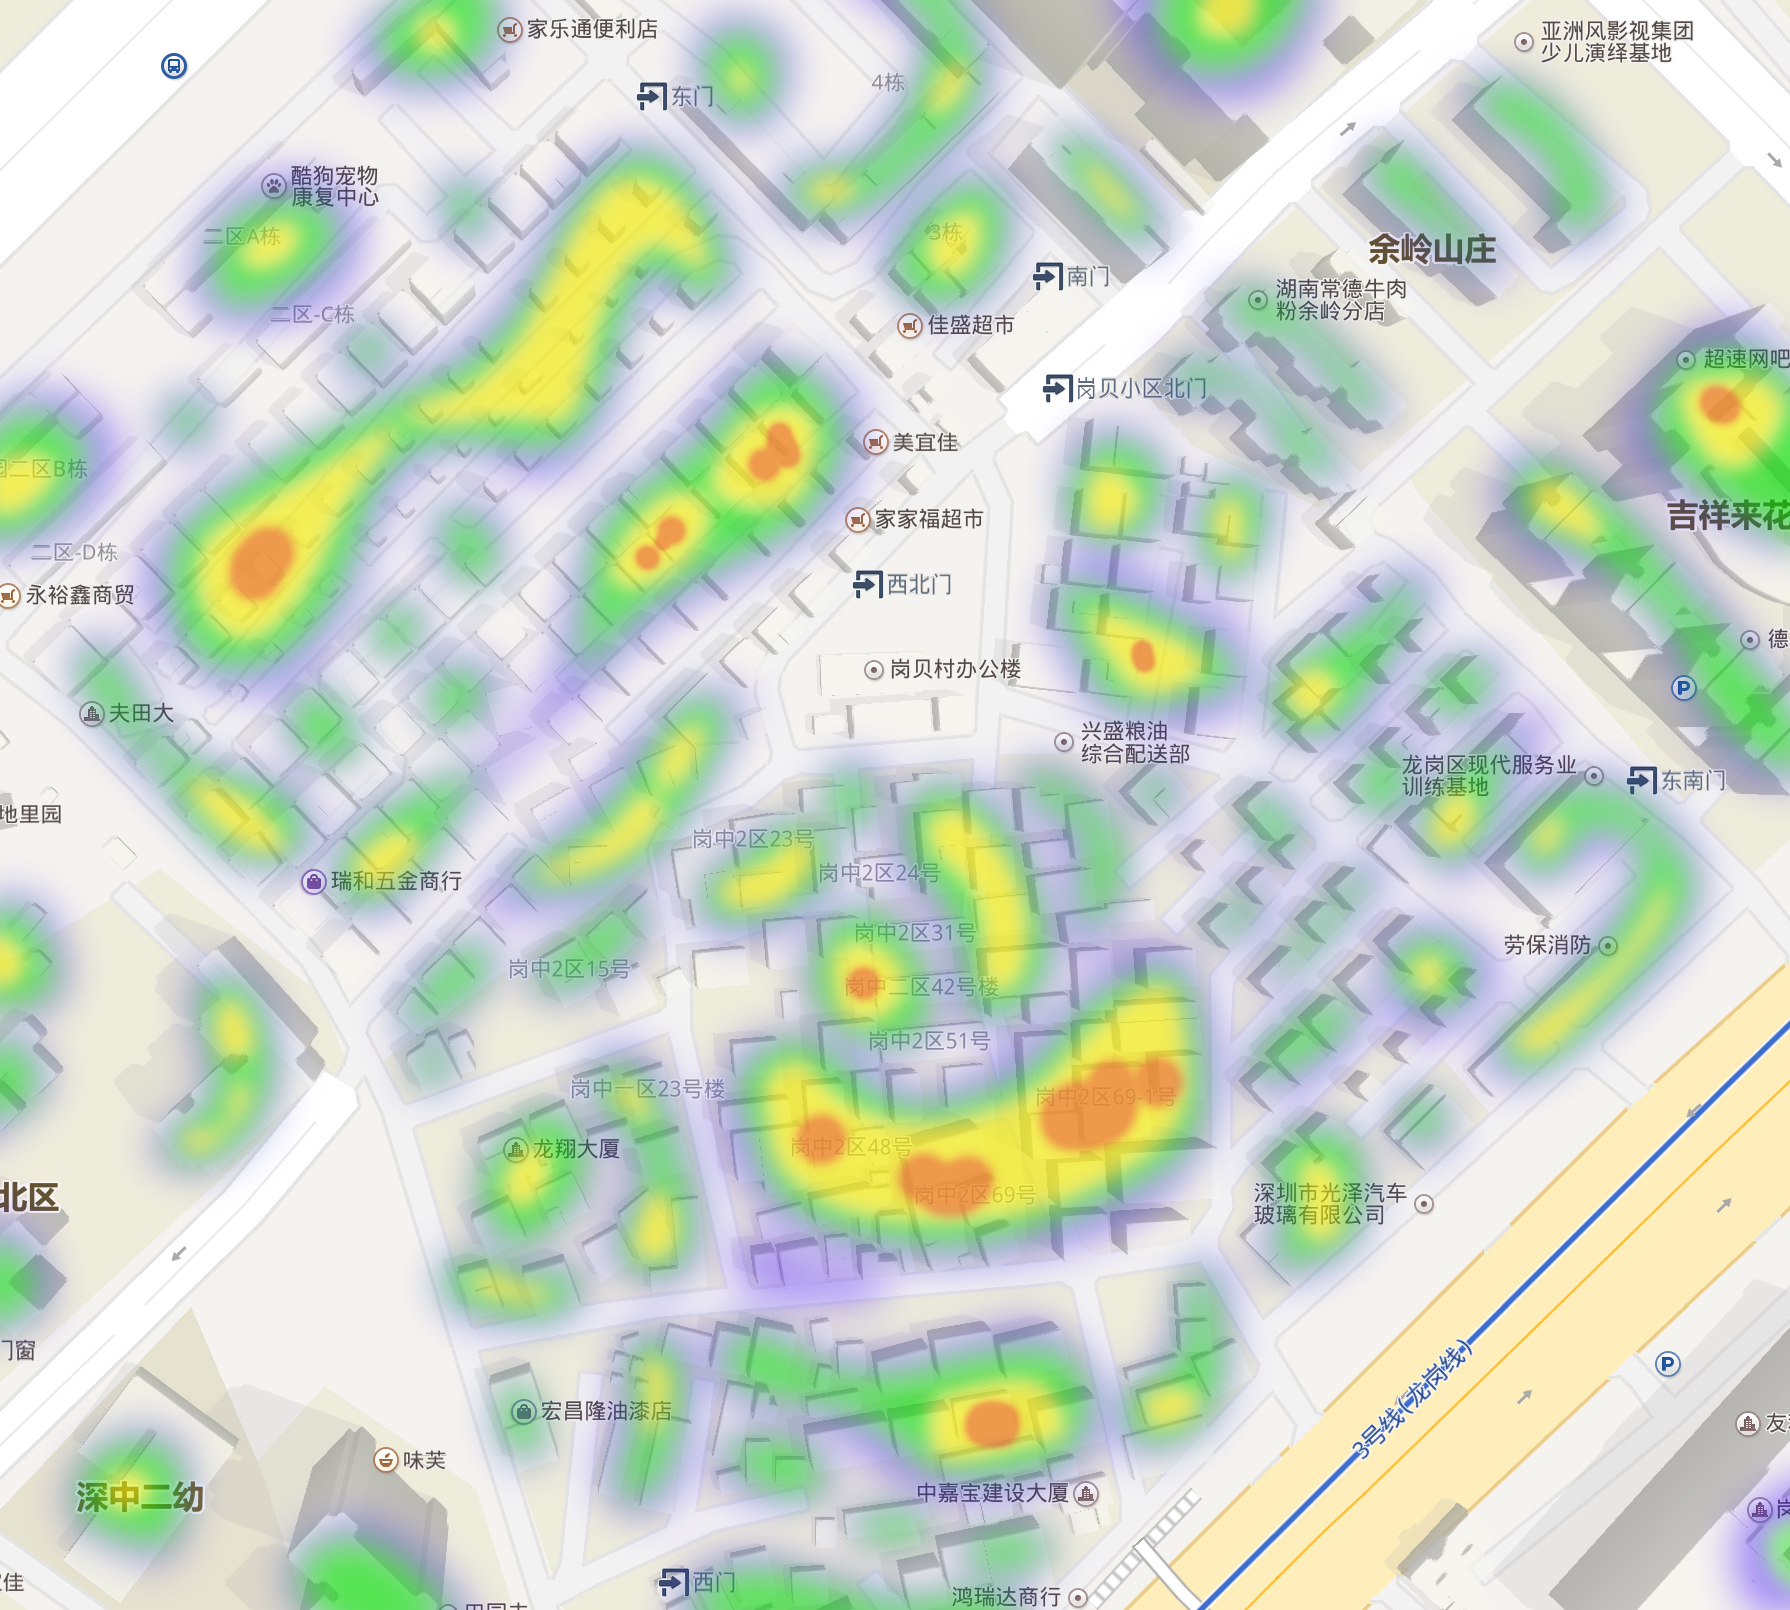 家乐通便利店
亚洲风影视集团
少儿演绎基地
4栋
东门
酷狗宠物
康复中心
二区A栋
3栋
余岭山庄
南门
湖南常德牛肉
粉余岭分店
二区-C栋
佳盛超市
超速网吧
岗贝小区北门
美宜佳
二区B栋
家家福超市
吉祥来花
二区-D栋
西北门
永裕鑫商贸
德
岗贝村办公楼
夫田大
兴盛粮油
综合配送部
龙岗区现代服务业
训练基地
东南门
地里园
岗中2区23号
岗中2区24号
瑞和五金商行
岗中2区31号
劳保消防
岗中2区15号
岗中二区42号楼
岗中2区51号
岗中一区23号楼
岗中2区69-1号
龙翔大厦
岗中2区48号
北区
岗中2区69号
深圳市光泽汽车
玻璃有限公司
门窗
P
3号线(龙岗线)
宏昌隆油漆店
友
味芙
深中二幼
中嘉宝建设大厦
岗
佳
西门
鸿瑞达商行